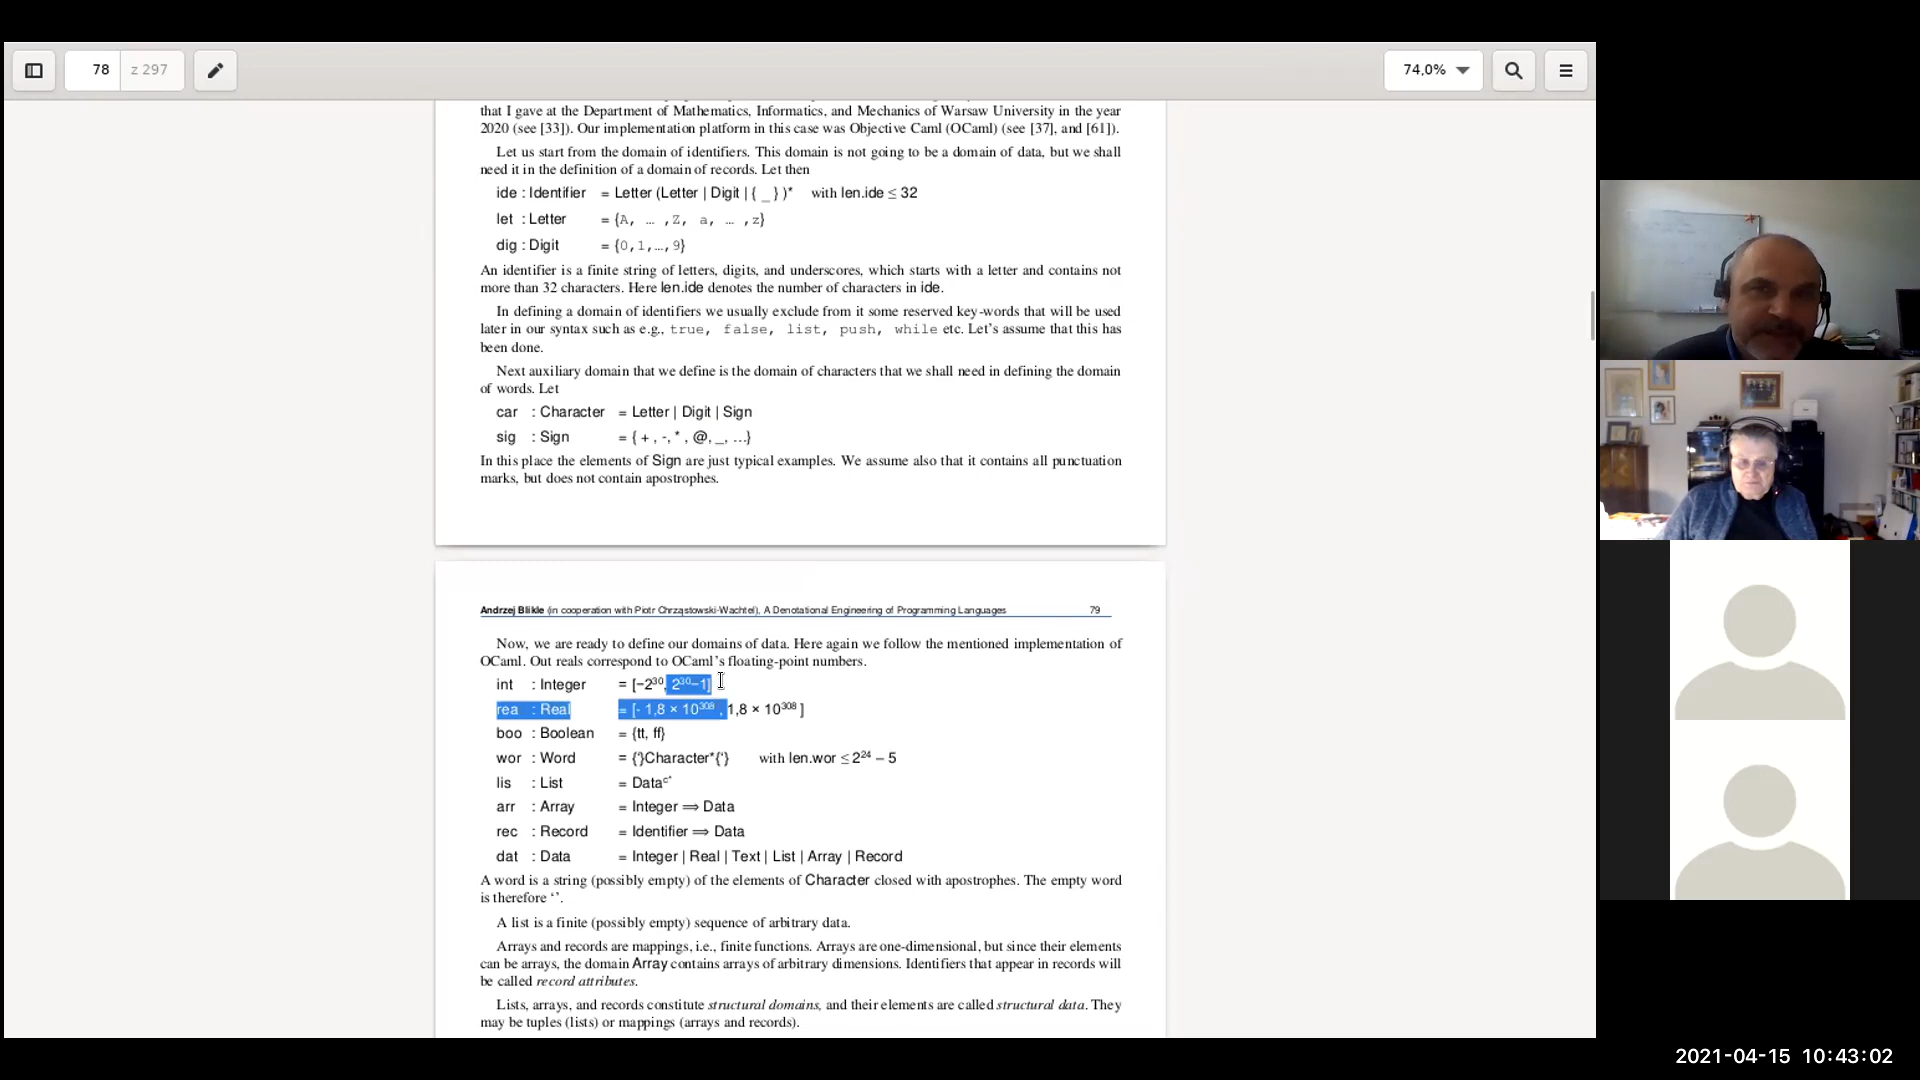 78 z 297 74,0%
that I gave at the Department of Mathematics, Informatics, and Mechanics of Warsaw University in the year
2020 (see [33]). Our implementation platform in this case was Objective Caml (OCaml) (see [37], and [61]).
Let us start from the domain of identifiers. This domain is not going to be a domain of data, but we shall
need it in the definition of a domain of records. Let then
ide : Identifier = Letter (Letter | Digit | { _ } )* with len.ide ≤ 32
let : Letter = {A, … ,Z, a, … ,z}
dig : Digit = {0,1,…,9}
An identifier is a finite string of letters, digits, and underscores, which starts with a letter and contains not
more than 32 characters. Here len.ide denotes the number of characters in ide.
In defining a domain of identifiers we usually exclude from it some reserved key-words that will be used
later in our syntax such as e.g., true, false, list, push, while etc. Let's assume that this has
been done.
Next auxiliary domain that we define is the domain of characters that we shall need in defining the domain
of words. Let
car : Character = Letter | Digit | Sign
sig : Sign = { + , -, * , @, _, …}
In this place the elements of Sign are just typical examples. We assume also that it contains all punctuation
marks, but does not contain apostrophes.
Andrzej Blikle (in cooperation with Piotr Chrząstowski-Wachtel), A Denotational Engineering of Programming Languages 79
Now, we are ready to define our domains of data. Here again we follow the mentioned implementation of
OCaml. Out reals correspond to OCaml's floating-point numbers.
int : Integer = [−2³⁰, 2³⁰−1]
rea : Real = [- 1,8 × 10³⁰⁸ , 1,8 × 10³⁰⁸ ]
boo : Boolean = {tt, ff}
wor : Word = {'}Character*{'} with len.wor ≤ 2²⁴ – 5
lis : List = Dataᶜ*
arr : Array = Integer ⟹ Data
rec : Record = Identifier ⟹ Data
dat : Data = Integer | Real | Text | List | Array | Record
A word is a string (possibly empty) of the elements of Character closed with apostrophes. The empty word
is therefore ‘’.
A list is a finite (possibly empty) sequence of arbitrary data.
Arrays and records are mappings, i.e., finite functions. Arrays are one-dimensional, but since their elements
can be arrays, the domain Array contains arrays of arbitrary dimensions. Identifiers that appear in records will
be called record attributes.
Lists, arrays, and records constitute structural domains, and their elements are called structural data. They
may be tuples (lists) or mappings (arrays and records).
2021-04-15 10:43:02